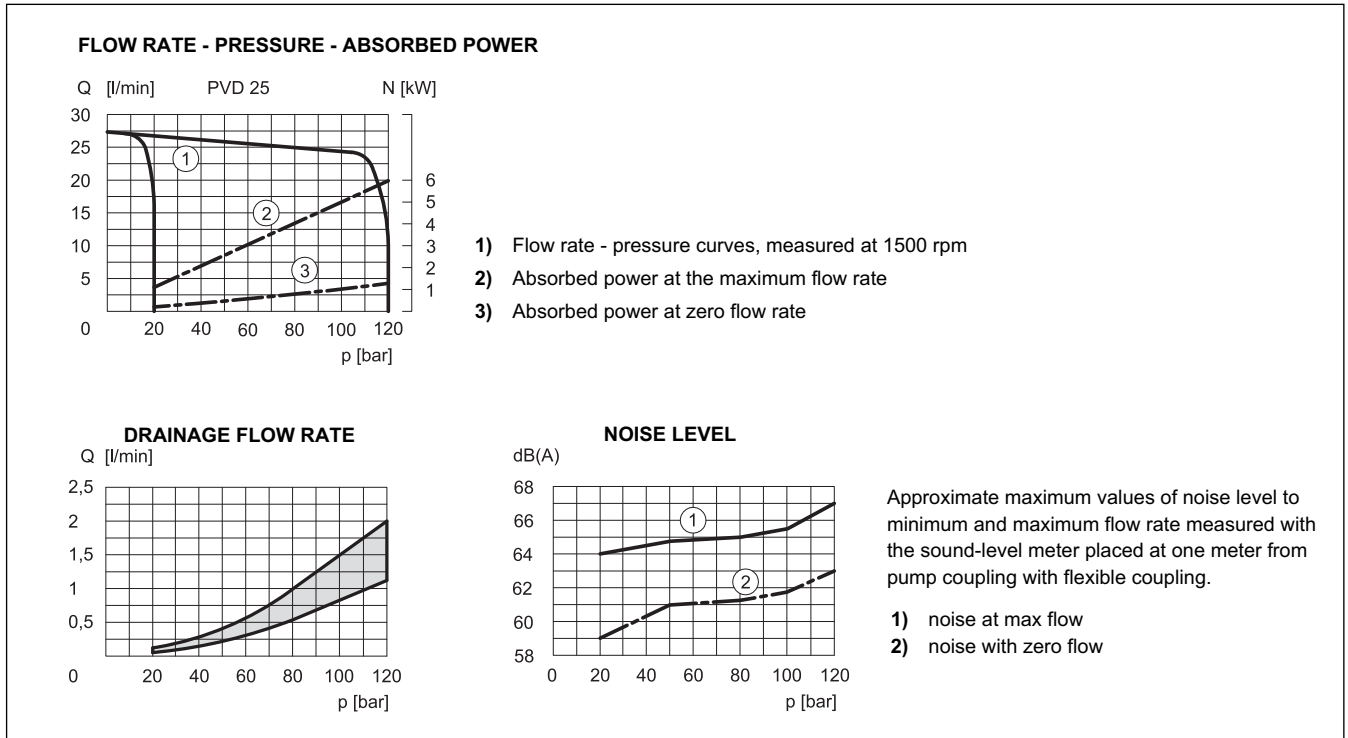 FLOW RATE - PRESSURE - ABSORBED POWER
Q [l/min] PVD 25 N [kW]
30
25
20
15
10
5
0
6
5
4
3
2
1
1
2
3
20 40 60 80 100 120
p [bar]
1) Flow rate - pressure curves, measured at 1500 rpm
2) Absorbed power at the maximum flow rate
3) Absorbed power at zero flow rate
DRAINAGE FLOW RATE
Q [l/min]
2,5
2
1,5
1
0,5
0 20 40 60 80 100 120
p [bar]
NOISE LEVEL
dB(A)
68
66
64
62
60
58
1
2
0 20 40 60 80 100 120
p [bar]
Approximate maximum values of noise level to
minimum and maximum flow rate measured with
the sound-level meter placed at one meter from
pump coupling with flexible coupling.
1) noise at max flow
2) noise with zero flow